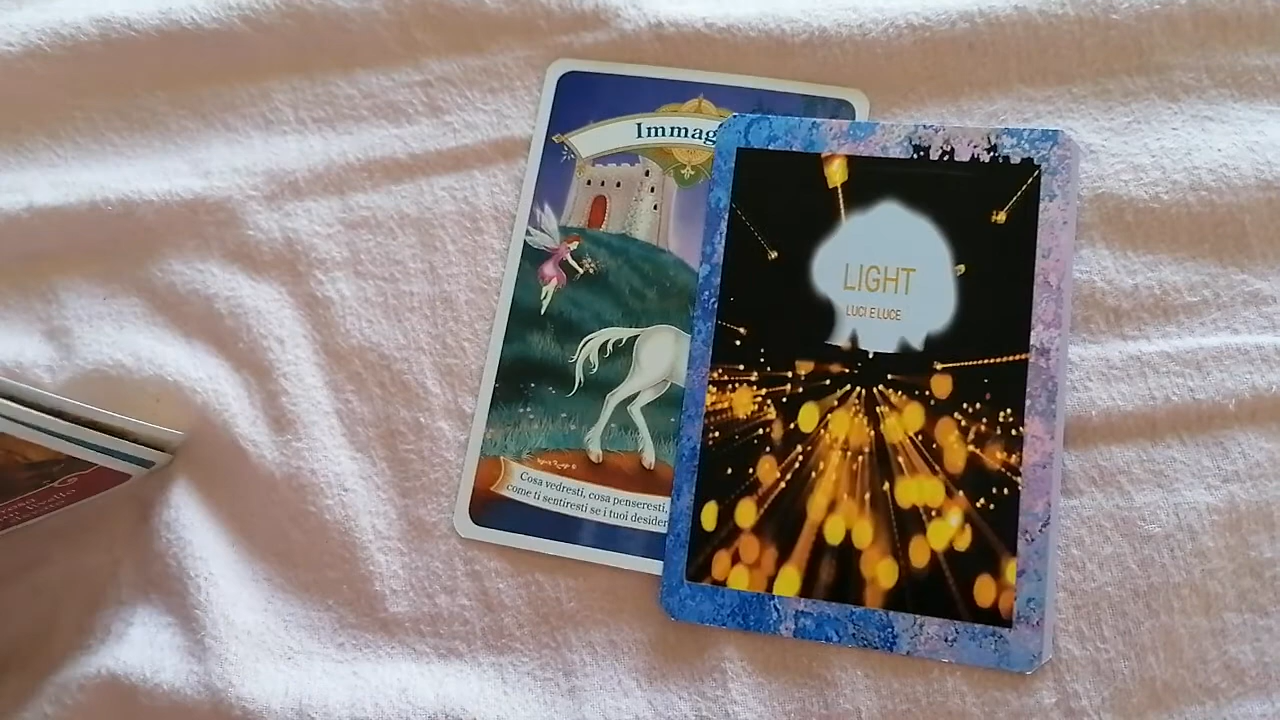 Immag
LIGHT
LUCI E LUCE
Cosa vedresti, cosa penseresti,
come ti sentiresti se i tuoi desider